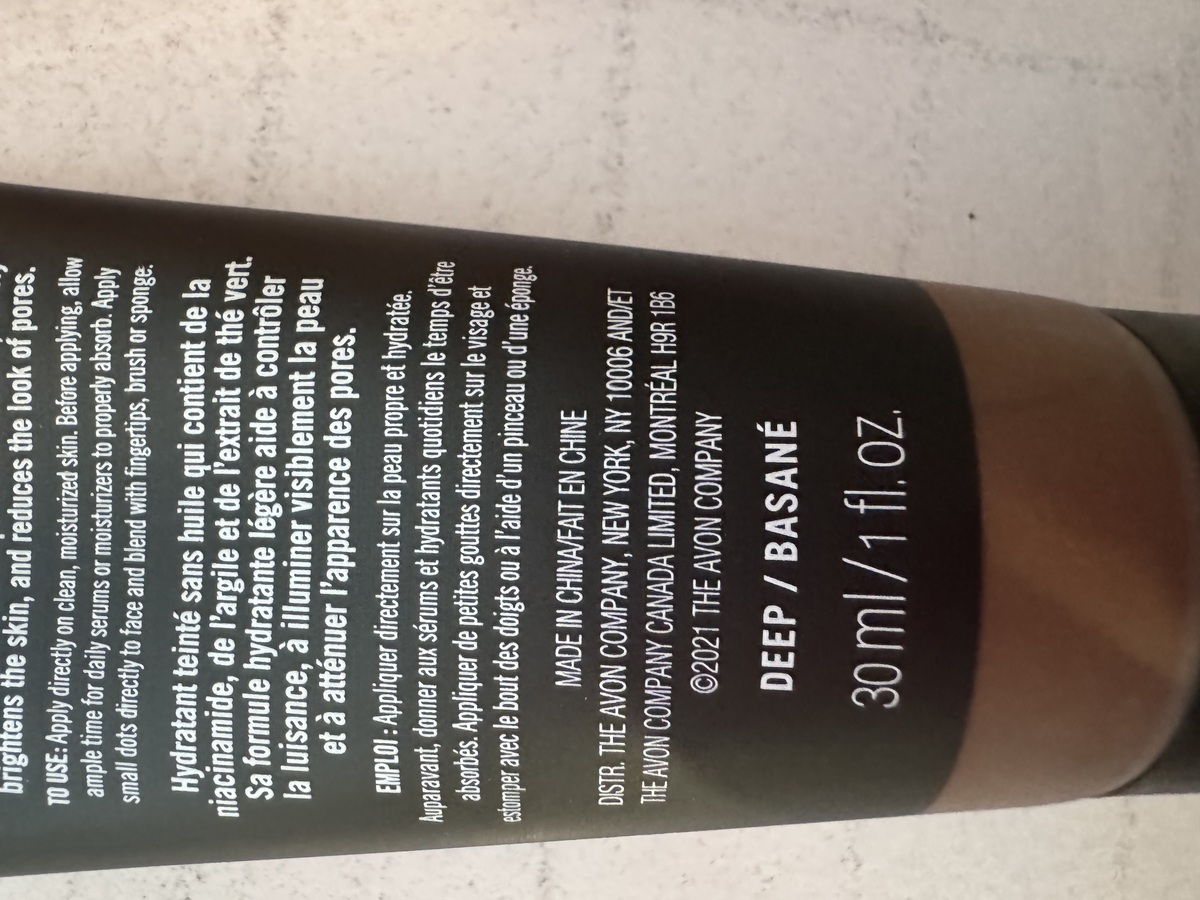 brightens the skin, and reduces the look of pores.
TO USE: Apply directly on clean, moisturized skin. Before applying, allow
ample time for daily serums or moisturizers to properly absorb. Apply
small dots directly to face and blend with fingertips, brush or sponge.
Hydratant teinté sans huile qui contient de la
niacinamide, de l'argile et de l'extrait de thé vert.
Sa formule hydratante légère aide à contrôler
la luisance, à illuminer visiblement la peau
et à atténuer l'apparence des pores.
EMPLOI : Appliquer directement sur la peau propre et hydratée.
Auparavant, donner aux sérums et hydratants quotidiens le temps d'être
absorbés. Appliquer de petites gouttes directement sur le visage et
estomper avec le bout des doigts ou à l'aide d'un pinceau ou d'une éponge.
MADE IN CHINA/FAIT EN CHINE
DISTR. THE AVON COMPANY, NEW YORK, NY 10006 AND/ET
THE AVON COMPANY CANADA LIMITED, MONTRÉAL H9R 1B6
©2021 THE AVON COMPANY
DEEP / BASANÉ
30 ml / 1 fl. oz.